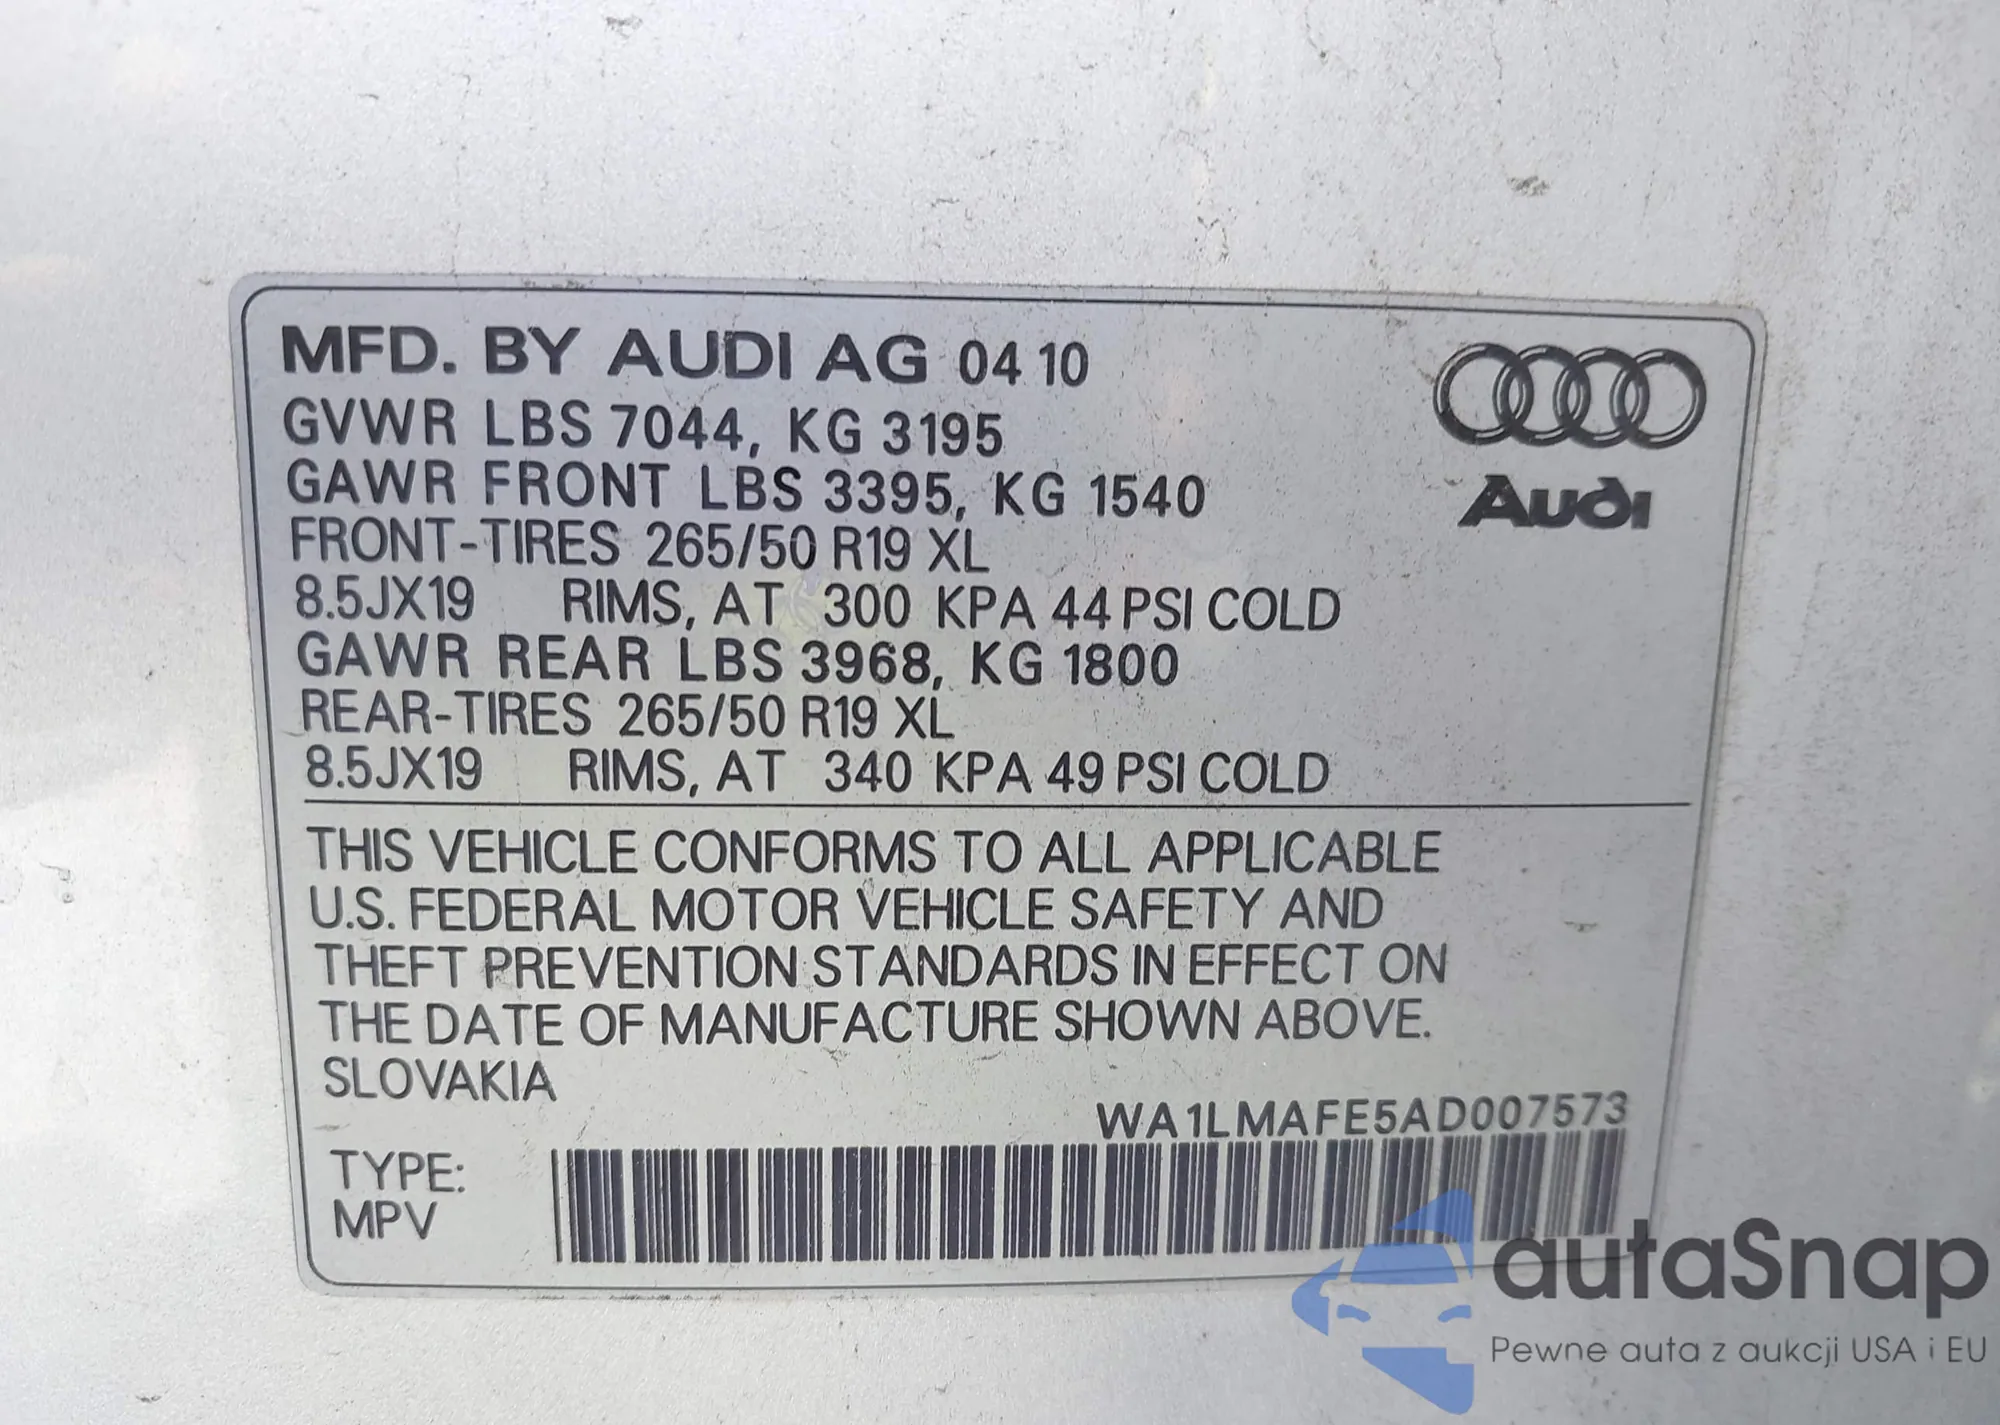 MFD. BY AUDI AG 04 10
GVWR LBS 7044, KG 3195
GAWR FRONT LBS 3395, KG 1540
FRONT-TIRES 265/50 R19 XL
8.5JX19 RIMS, AT 300 KPA 44 PSI COLD
GAWR REAR LBS 3968, KG 1800
REAR-TIRES 265/50 R19 XL
8.5JX19 RIMS, AT 340 KPA 49 PSI COLD
Audi
THIS VEHICLE CONFORMS TO ALL APPLICABLE
U.S. FEDERAL MOTOR VEHICLE SAFETY AND
THEFT PREVENTION STANDARDS IN EFFECT ON
THE DATE OF MANUFACTURE SHOWN ABOVE.
SLOVAKIA
WA1LMAFE5AD007573
TYPE:
MPV
autaSnap
Pewne auta z aukcji USA i EU